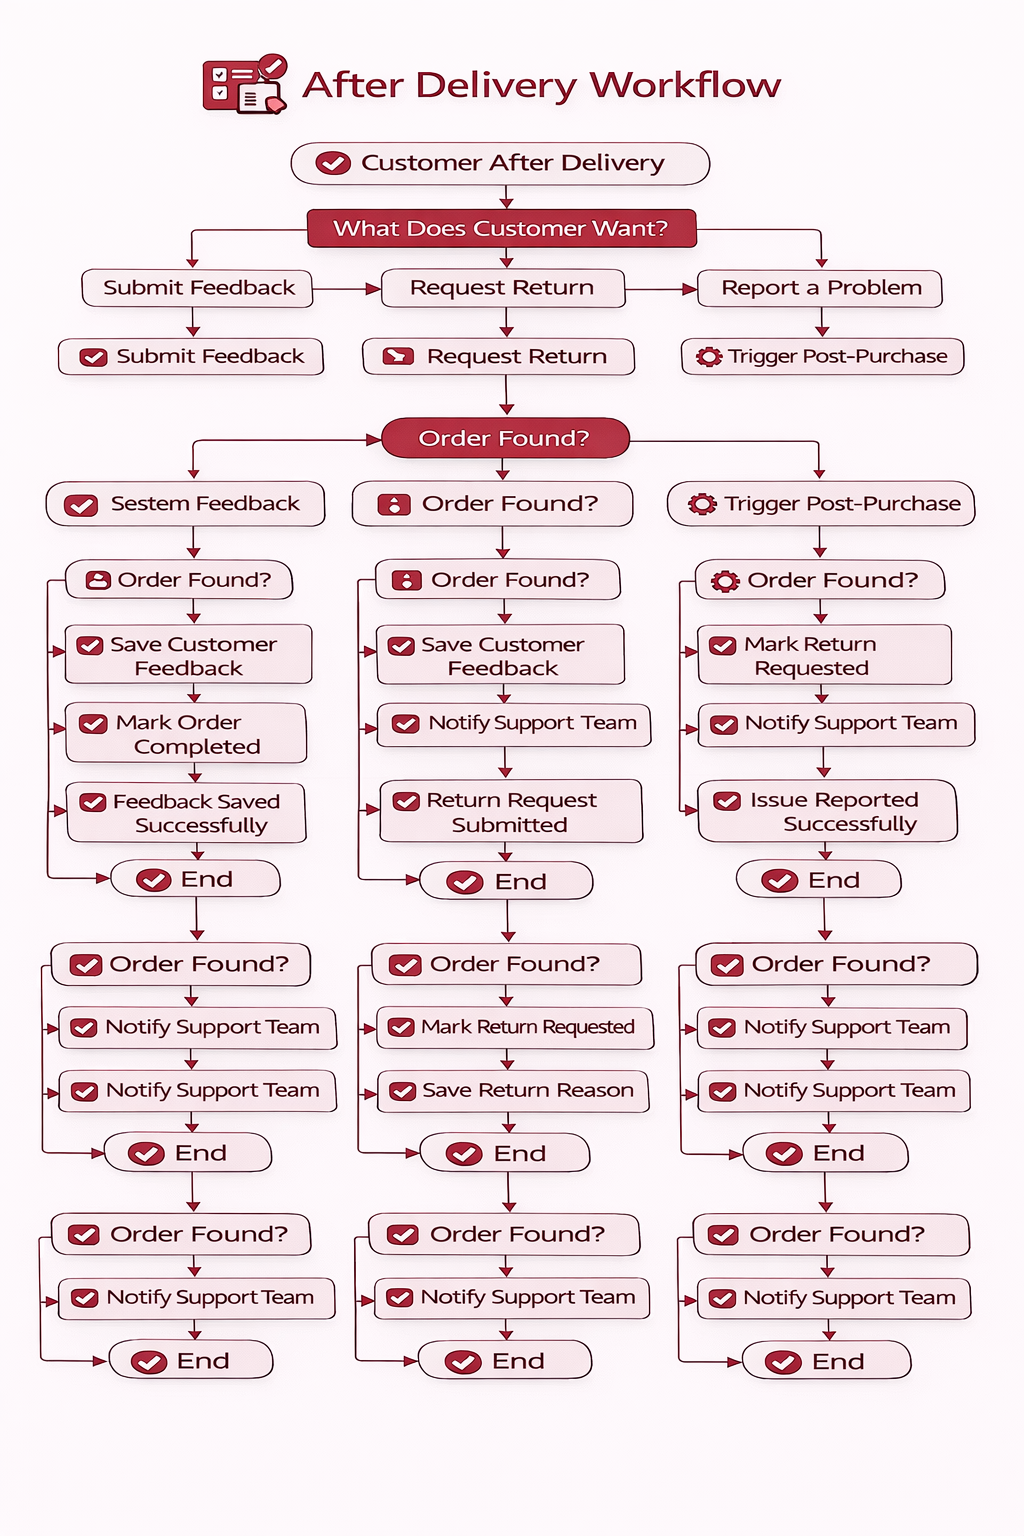 After Delivery Workflow
Customer After Delivery
What Does Customer Want?
Submit Feedback
Request Return
Report a Problem
Submit Feedback
Request Return
Trigger Post-Purchase
Order Found?
Sestem Feedback
Order Found?
Trigger Post-Purchase
Order Found?
Save Customer
Feedback
Mark Order
Completed
Feedback Saved
Successfully
End
Order Found?
Save Customer
Feedback
Notify Support Team
Return Request
Submitted
End
Order Found?
Mark Return
Requested
Notify Support Team
Issue Reported
Successfully
End
Order Found?
Notify Support Team
Notify Support Team
End
Order Found?
Mark Return Requested
Save Return Reason
End
Order Found?
Notify Support Team
Notify Support Team
End
Order Found?
Notify Support Team
End
Order Found?
Notify Support Team
End
Order Found?
Notify Support Team
End